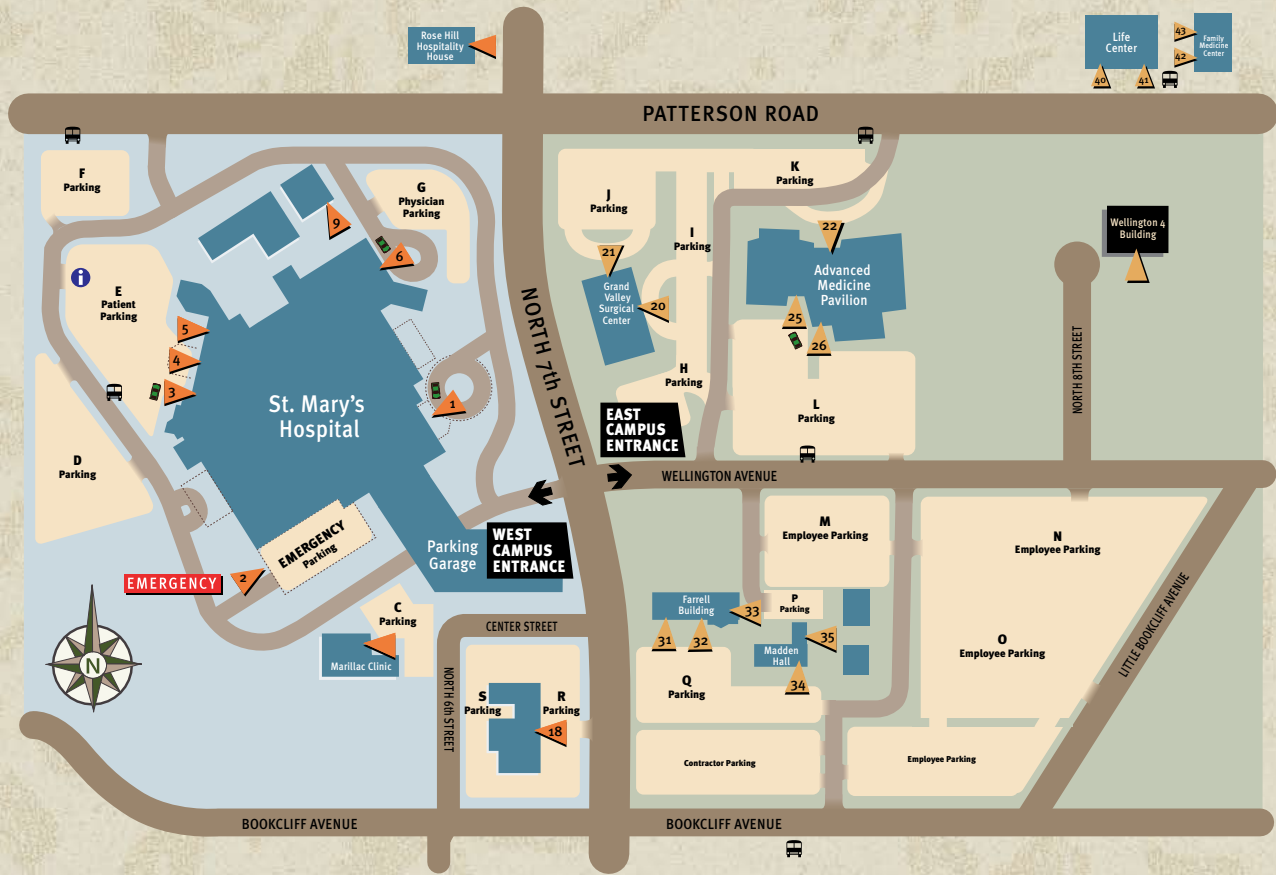 Rose Hill
Hospitality
House
Life
Center
43
Family
Medicine
Center
42
40
41
PATTERSON ROAD
F
Parking
G
Physician
Parking
9
6
J
Parking
K
Parking
I
Parking
22
Wellington 4
Building
21
Grand
Valley
Surgical
Center
20
Advanced
Medicine
Pavilion
25
26
i
E
Patient
Parking
5
4
3
1
St. Mary's
Hospital
NORTH 7th STREET
H
Parking
L
Parking
NORTH 8TH STREET
EAST
CAMPUS
ENTRANCE
D
Parking
WELLINGTON AVENUE
EMERGENCY
Parking
Parking
Garage
WEST
CAMPUS
ENTRANCE
M
Employee Parking
N
Employee Parking
EMERGENCY
2
C
Parking
Farrell
Building
33
P
Parking
31
32
Madden
Hall
35
34
O
Employee Parking
LITTLE BOOKCLIFF AVENUE
CENTER STREET
N
Marillac Clinic
NORTH 6th STREET
S
Parking
R
Parking
18
Q
Parking
Contractor Parking
Employee Parking
BOOKCLIFF AVENUE
BOOKCLIFF AVENUE